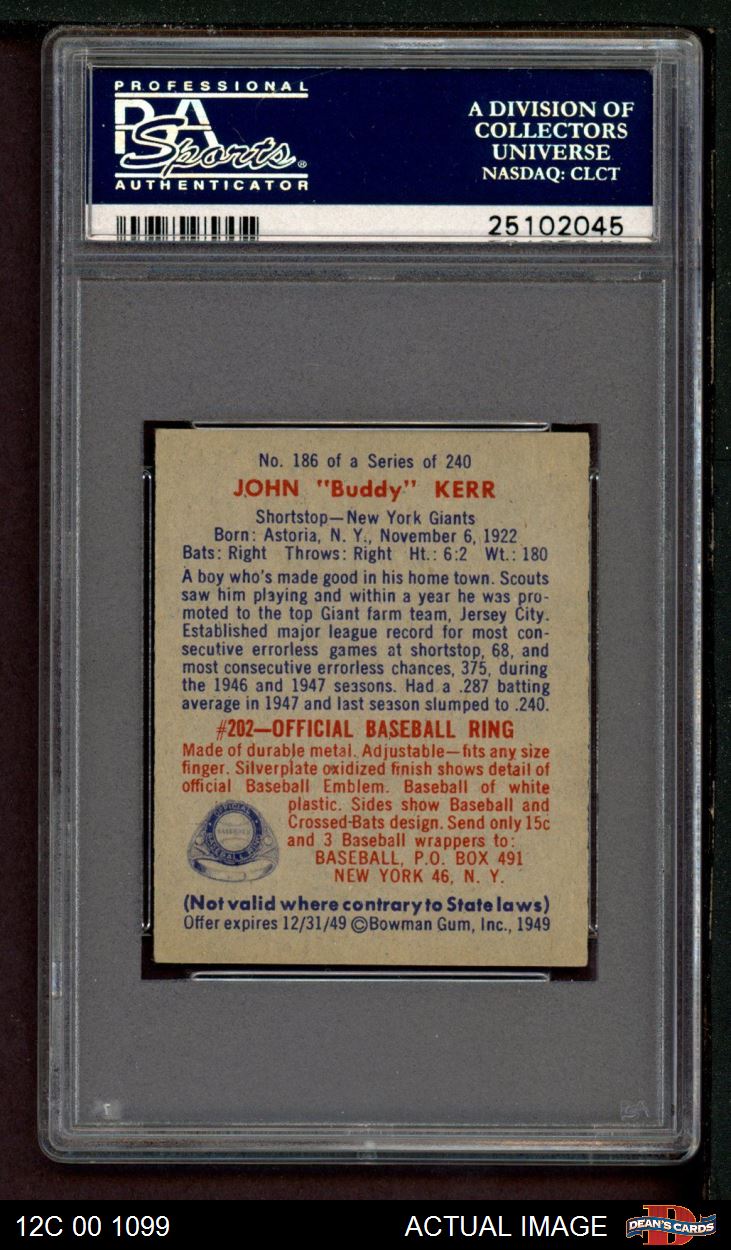 PROFESSIONAL
PSA
Sports®
AUTHENTICATOR
A DIVISION OF
COLLECTORS
UNIVERSE
NASDAQ: CLCT
25102045
No. 186 of a Series of 240
JOHN "Buddy" KERR
Shortstop—New York Giants
Born: Astoria, N. Y., November 6, 1922
Bats: Right Throws: Right Ht.: 6:2 Wt.: 180
A boy who's made good in his home town. Scouts
saw him playing and within a year he was pro-
moted to the top Giant farm team, Jersey City.
Established major league record for most con-
secutive errorless games at shortstop, 68, and
most consecutive errorless chances, 375, during
the 1946 and 1947 seasons. Had a .287 batting
average in 1947 and last season slumped to .240.
#202—OFFICIAL BASEBALL RING
Made of durable metal. Adjustable—fits any size
finger. Silverplate oxidized finish shows detail of
official Baseball Emblem. Baseball of white
plastic. Sides show Baseball and
Crossed-Bats design. Send only 15c
and 3 Baseball wrappers to:
BASEBALL, P.O. BOX 491
NEW YORK 46, N. Y.
OFFICIAL
BASEBALL RING
(Not valid where contrary to State laws)
Offer expires 12/31/49 ©Bowman Gum, Inc., 1949
PSA
12C 00 1099
ACTUAL IMAGE
DEAN'S CARDS